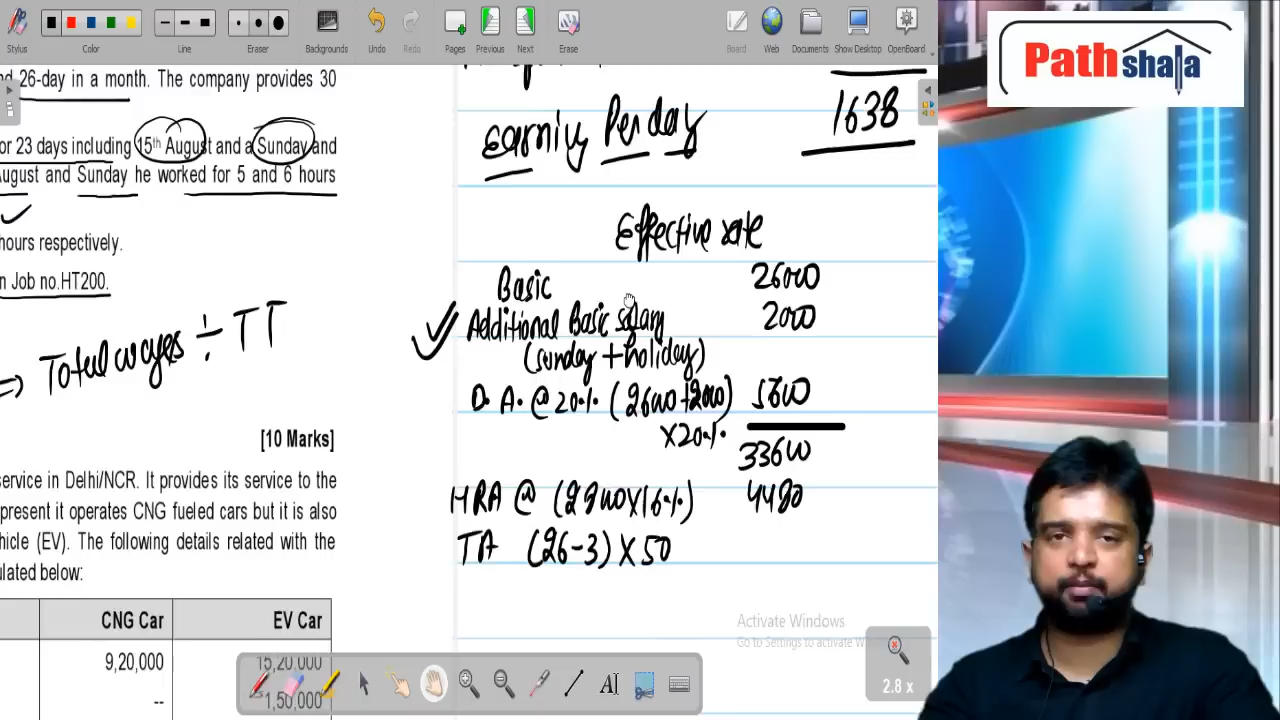 Stylus
Color
Line
Eraser
Backgrounds
Undo
Redo
Pages
Previous
Next
Erase
Board
Web
Documents
Show Desktop
OpenBoard
Path shala
nd 26-day in a month. The company provides 30
or 23 days including 15th August and a Sunday and
August and Sunday he worked for 5 and 6 hours
hours respectively.
n Job no.HT200.
=> Total wages ÷ TT
[10 Marks]
service in Delhi/NCR. It provides its service to the
present it operates CNG fueled cars but it is also
hicle (EV). The following details related with the
ulated below:
CNG Car EV Car
9,20,000 15,20,000
-- 1,50,000
Earning Per day 1638
Effective rate
Basic 26000
Additional Basic salary 2000
(sunday + holiday)
D.A. @ 20% (26000+2000) 5600
×20%
33600
HRA @ (28000×16%) 4480
TA (26-3) × 50
Activate Windows
Go to Settings to activate W
2.8 x